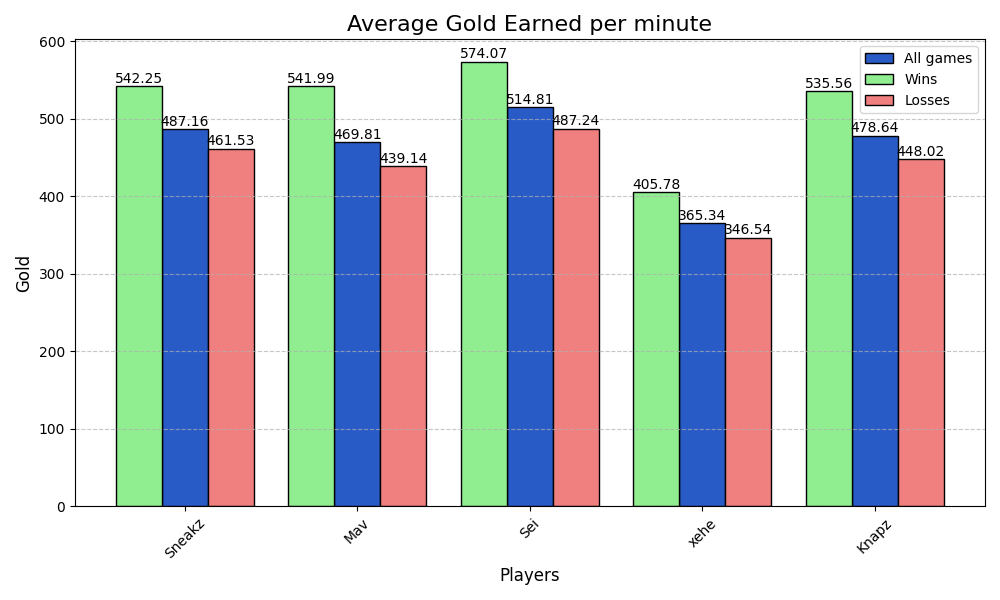 Average Gold Earned per minute
600
500
400
300
200
100
0
Gold
542.25
487.16
461.53
541.99
469.81
439.14
574.07
514.81
487.24
405.78
365.34
346.54
535.56
478.64
448.02
All games
Wins
Losses
Sneakz
Mav
Sei
xehe
Knapz
Players